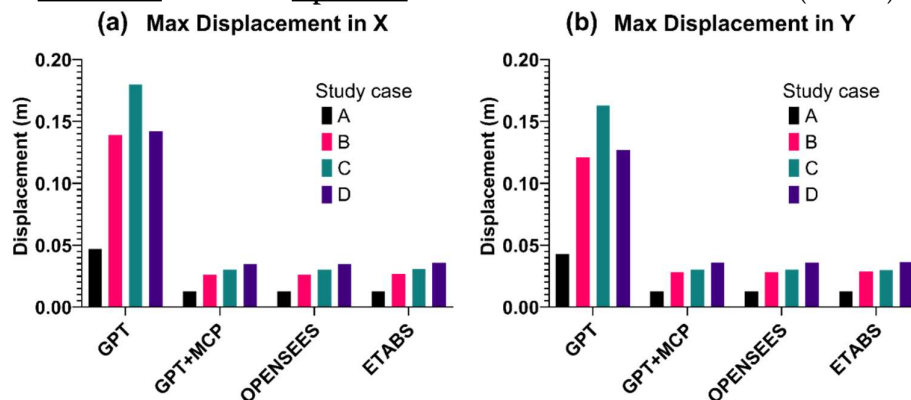 (a) Max Displacement in X
0.20
0.15
0.10
0.05
0.00
Displacement (m)
Study case
A
B
C
D
GPT
GPT+MCP
OPENSEES
ETABS
(b) Max Displacement in Y
0.20
0.15
0.10
0.05
0.00
Displacement (m)
Study case
A
B
C
D
GPT
GPT+MCP
OPENSEES
ETABS